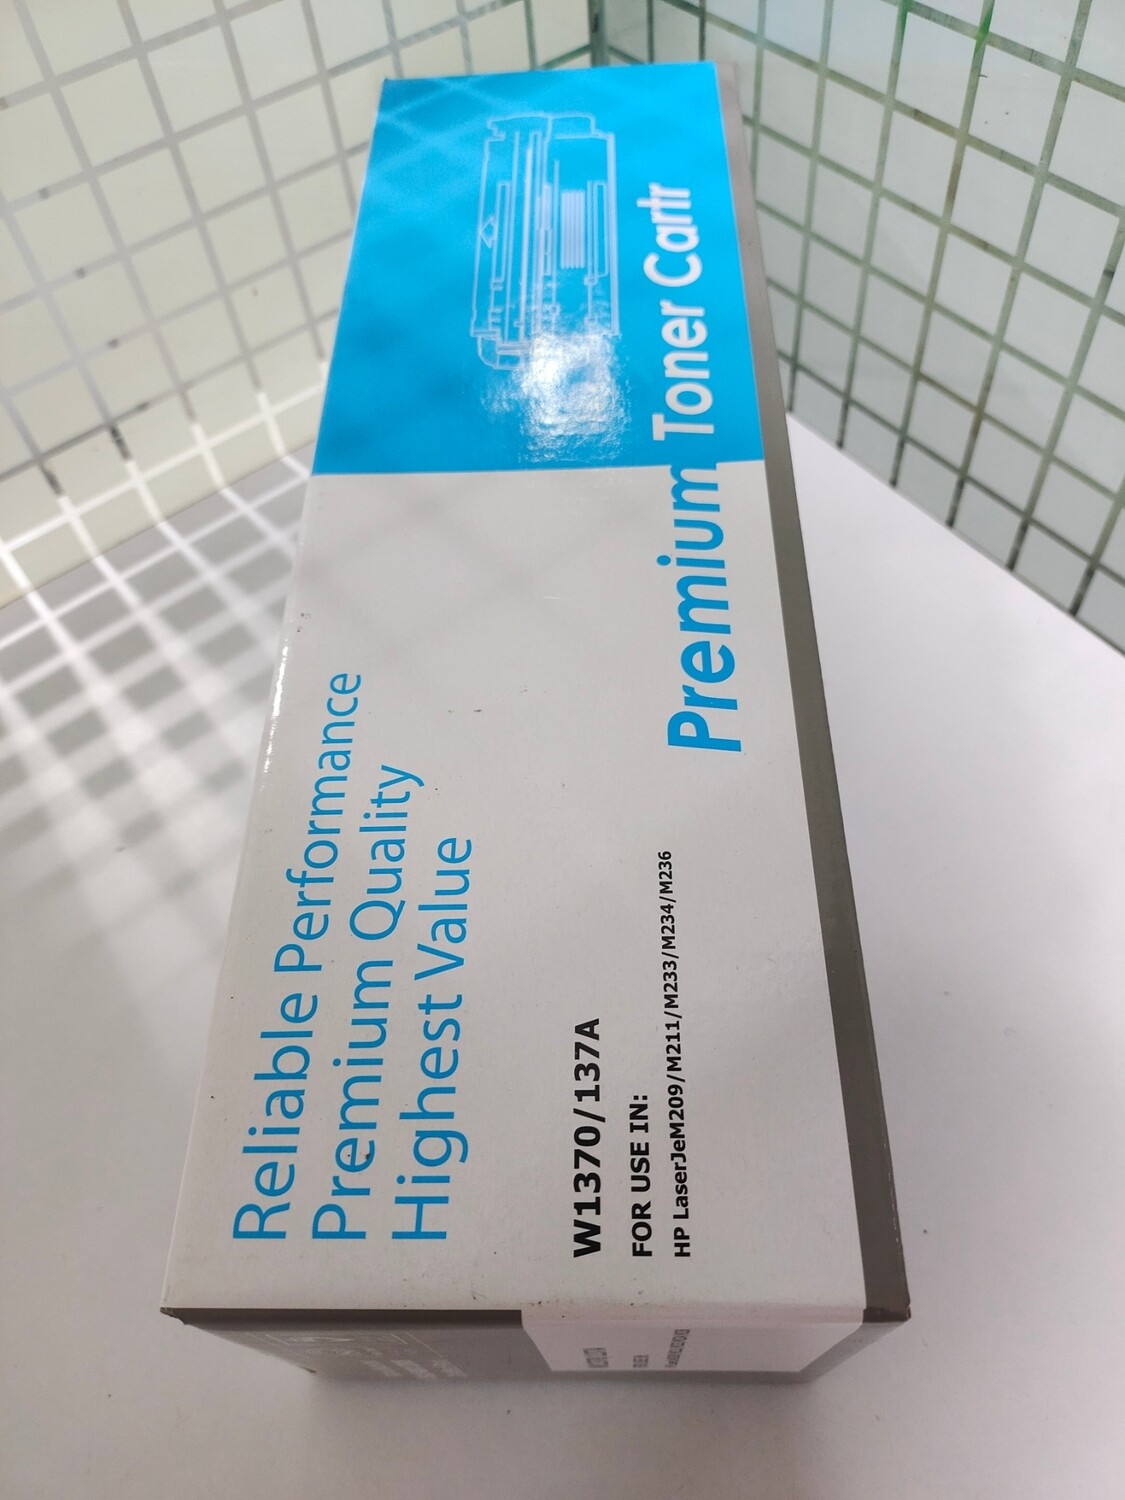 Reliable Performance
Premium Quality
Highest Value
W1370/137A
FOR USE IN:
HP LaserJeM209/M211/M233/M234/M236
Premium Toner Cartr